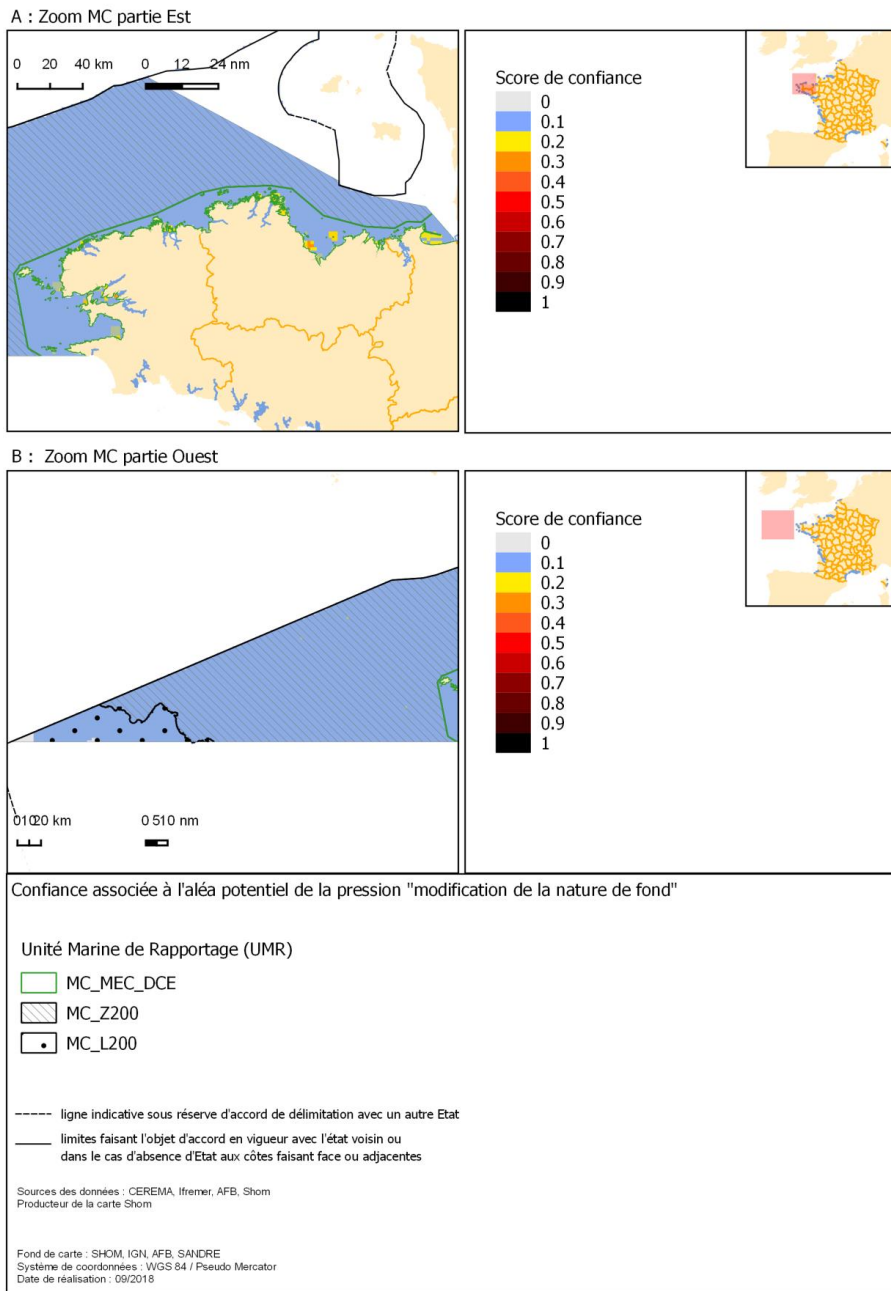 A : Zoom MC partie Est
0 20 40 km 0 12 24 nm
Score de confiance
0
0.1
0.2
0.3
0.4
0.5
0.6
0.7
0.8
0.9
1
B : Zoom MC partie Ouest
Score de confiance
0
0.1
0.2
0.3
0.4
0.5
0.6
0.7
0.8
0.9
1
01020 km 0 510 nm
Confiance associée à l'aléa potentiel de la pression "modification de la nature de fond"
Unité Marine de Rapportage (UMR)
MC_MEC_DCE
MC_Z200
MC_L200
ligne indicative sous réserve d'accord de délimitation avec un autre Etat
limites faisant l'objet d'accord en vigueur avec l'état voisin ou
dans le cas d'absence d'Etat aux côtes faisant face ou adjacentes
Sources des données : CEREMA, Ifremer, AFB, Shom
Producteur de la carte Shom
Fond de carte : SHOM, IGN, AFB, SANDRE
Système de coordonnées : WGS 84 / Pseudo Mercator
Date de réalisation : 09/2018